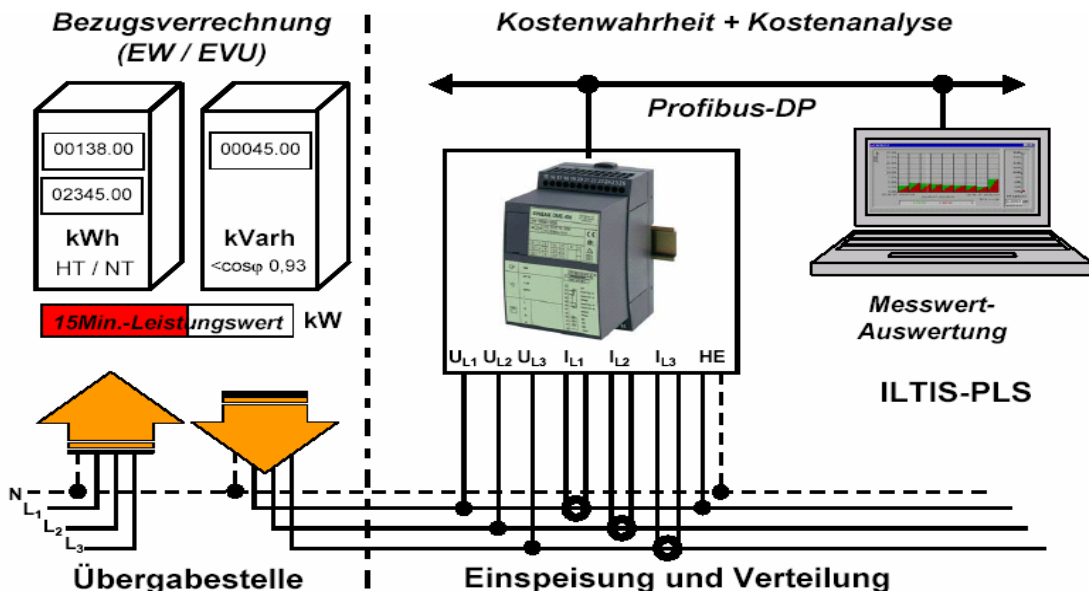 Bezugsverrechnung
(EW / EVU)
Kostenwahrheit + Kostenanalyse
Profibus-DP
00138.00
02345.00
kWh
HT / NT
00045.00
kVarh
<cosφ 0,93
15Min.-Leistungswert kW
UL1 UL2 UL3 IL1 IL2 IL3 HE
Messwert-
Auswertung
ILTIS-PLS
N
L1
L2
L3
Übergabestelle
Einspeisung und Verteilung